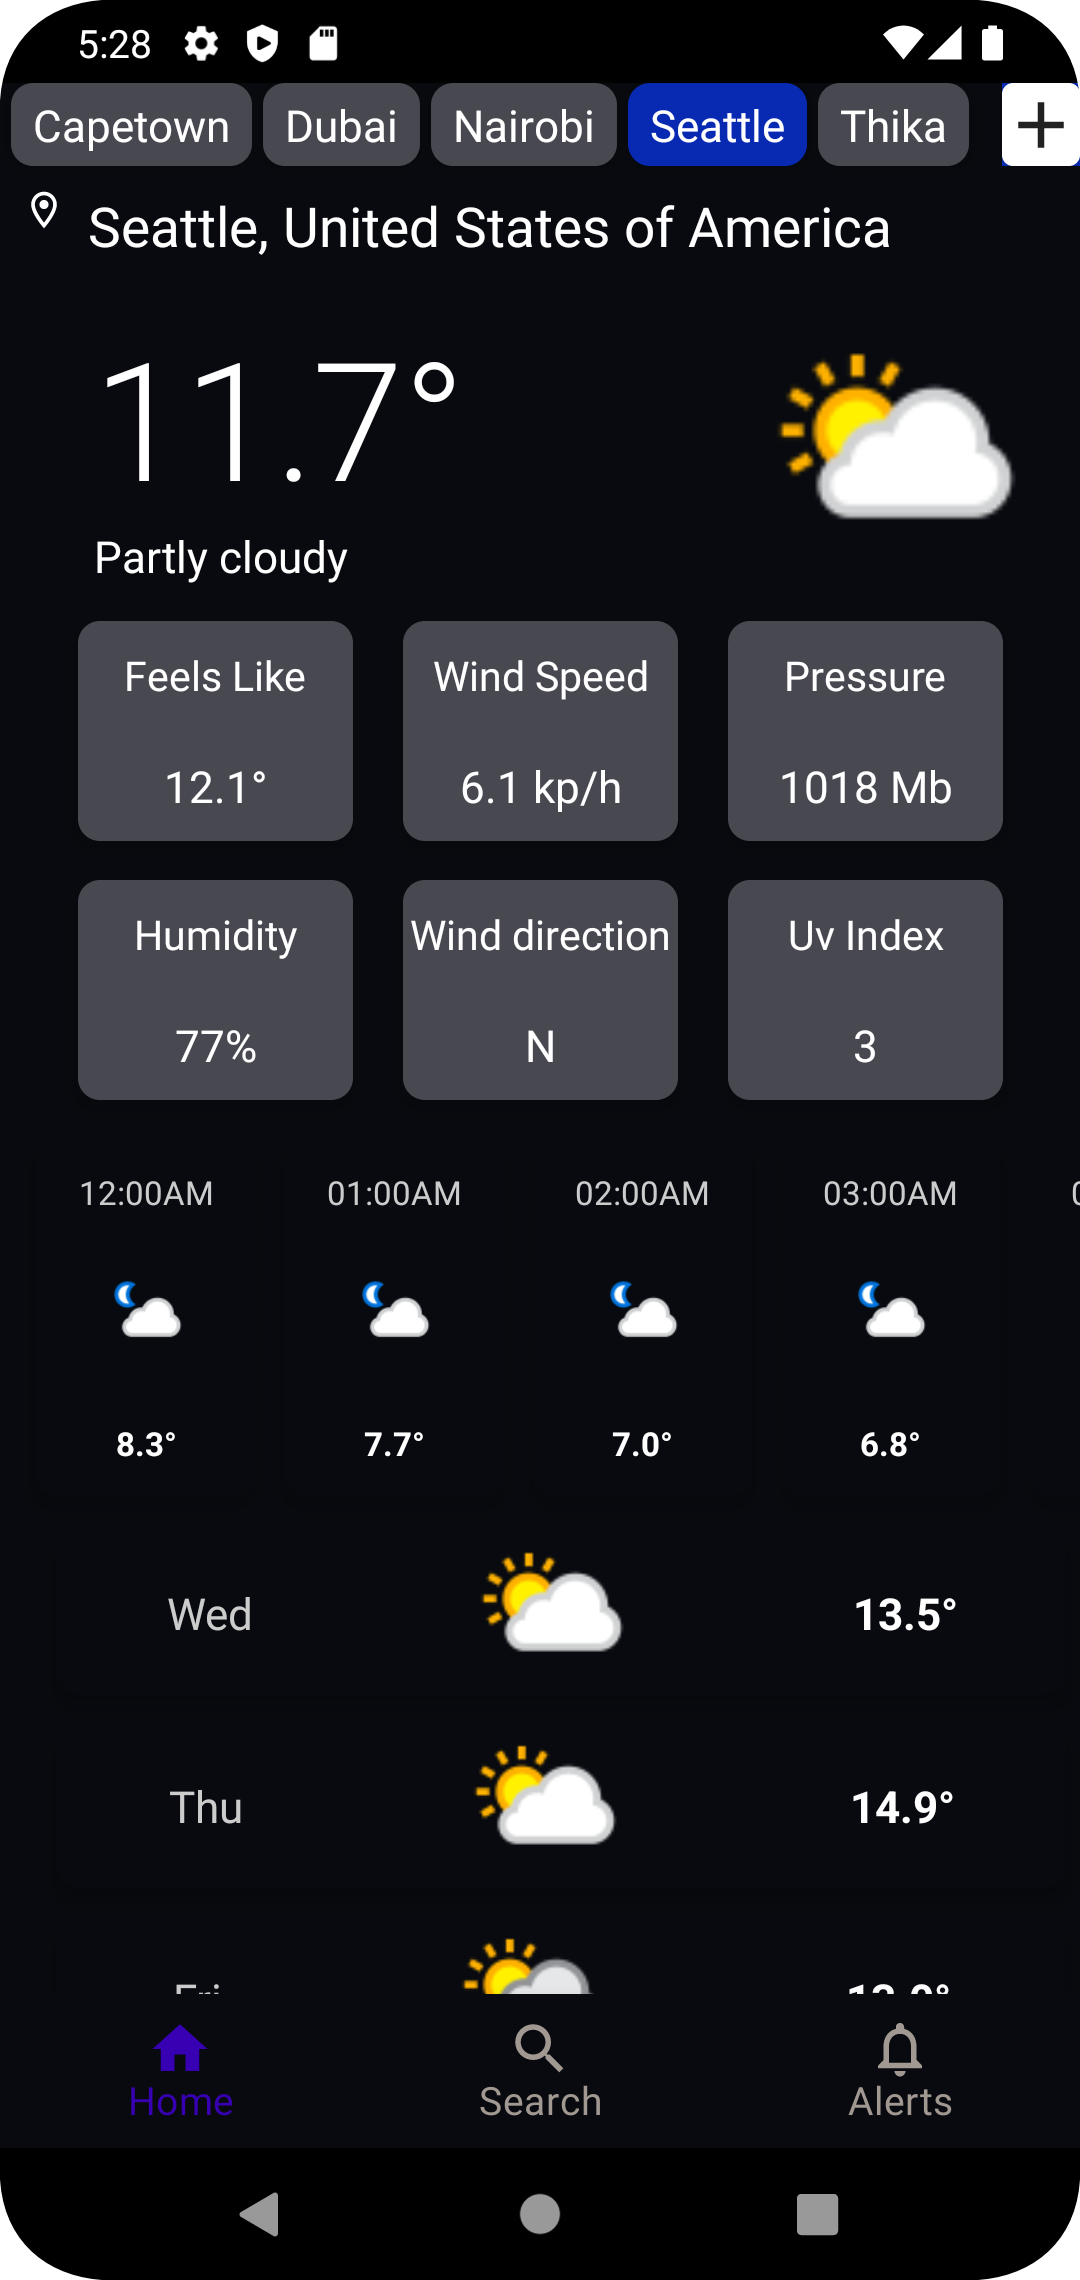 5:28
Capetown Dubai Nairobi Seattle Thika
Seattle, United States of America
11.7°
Partly cloudy
Feels Like Wind Speed Pressure
12.1° 6.1 kp/h 1018 Mb
Humidity Wind direction Uv Index
77% N 3
12:00AM 01:00AM 02:00AM 03:00AM
8.3° 7.7° 7.0° 6.8°
Wed 13.5°
Thu 14.9°
Fri
Home Search Alerts